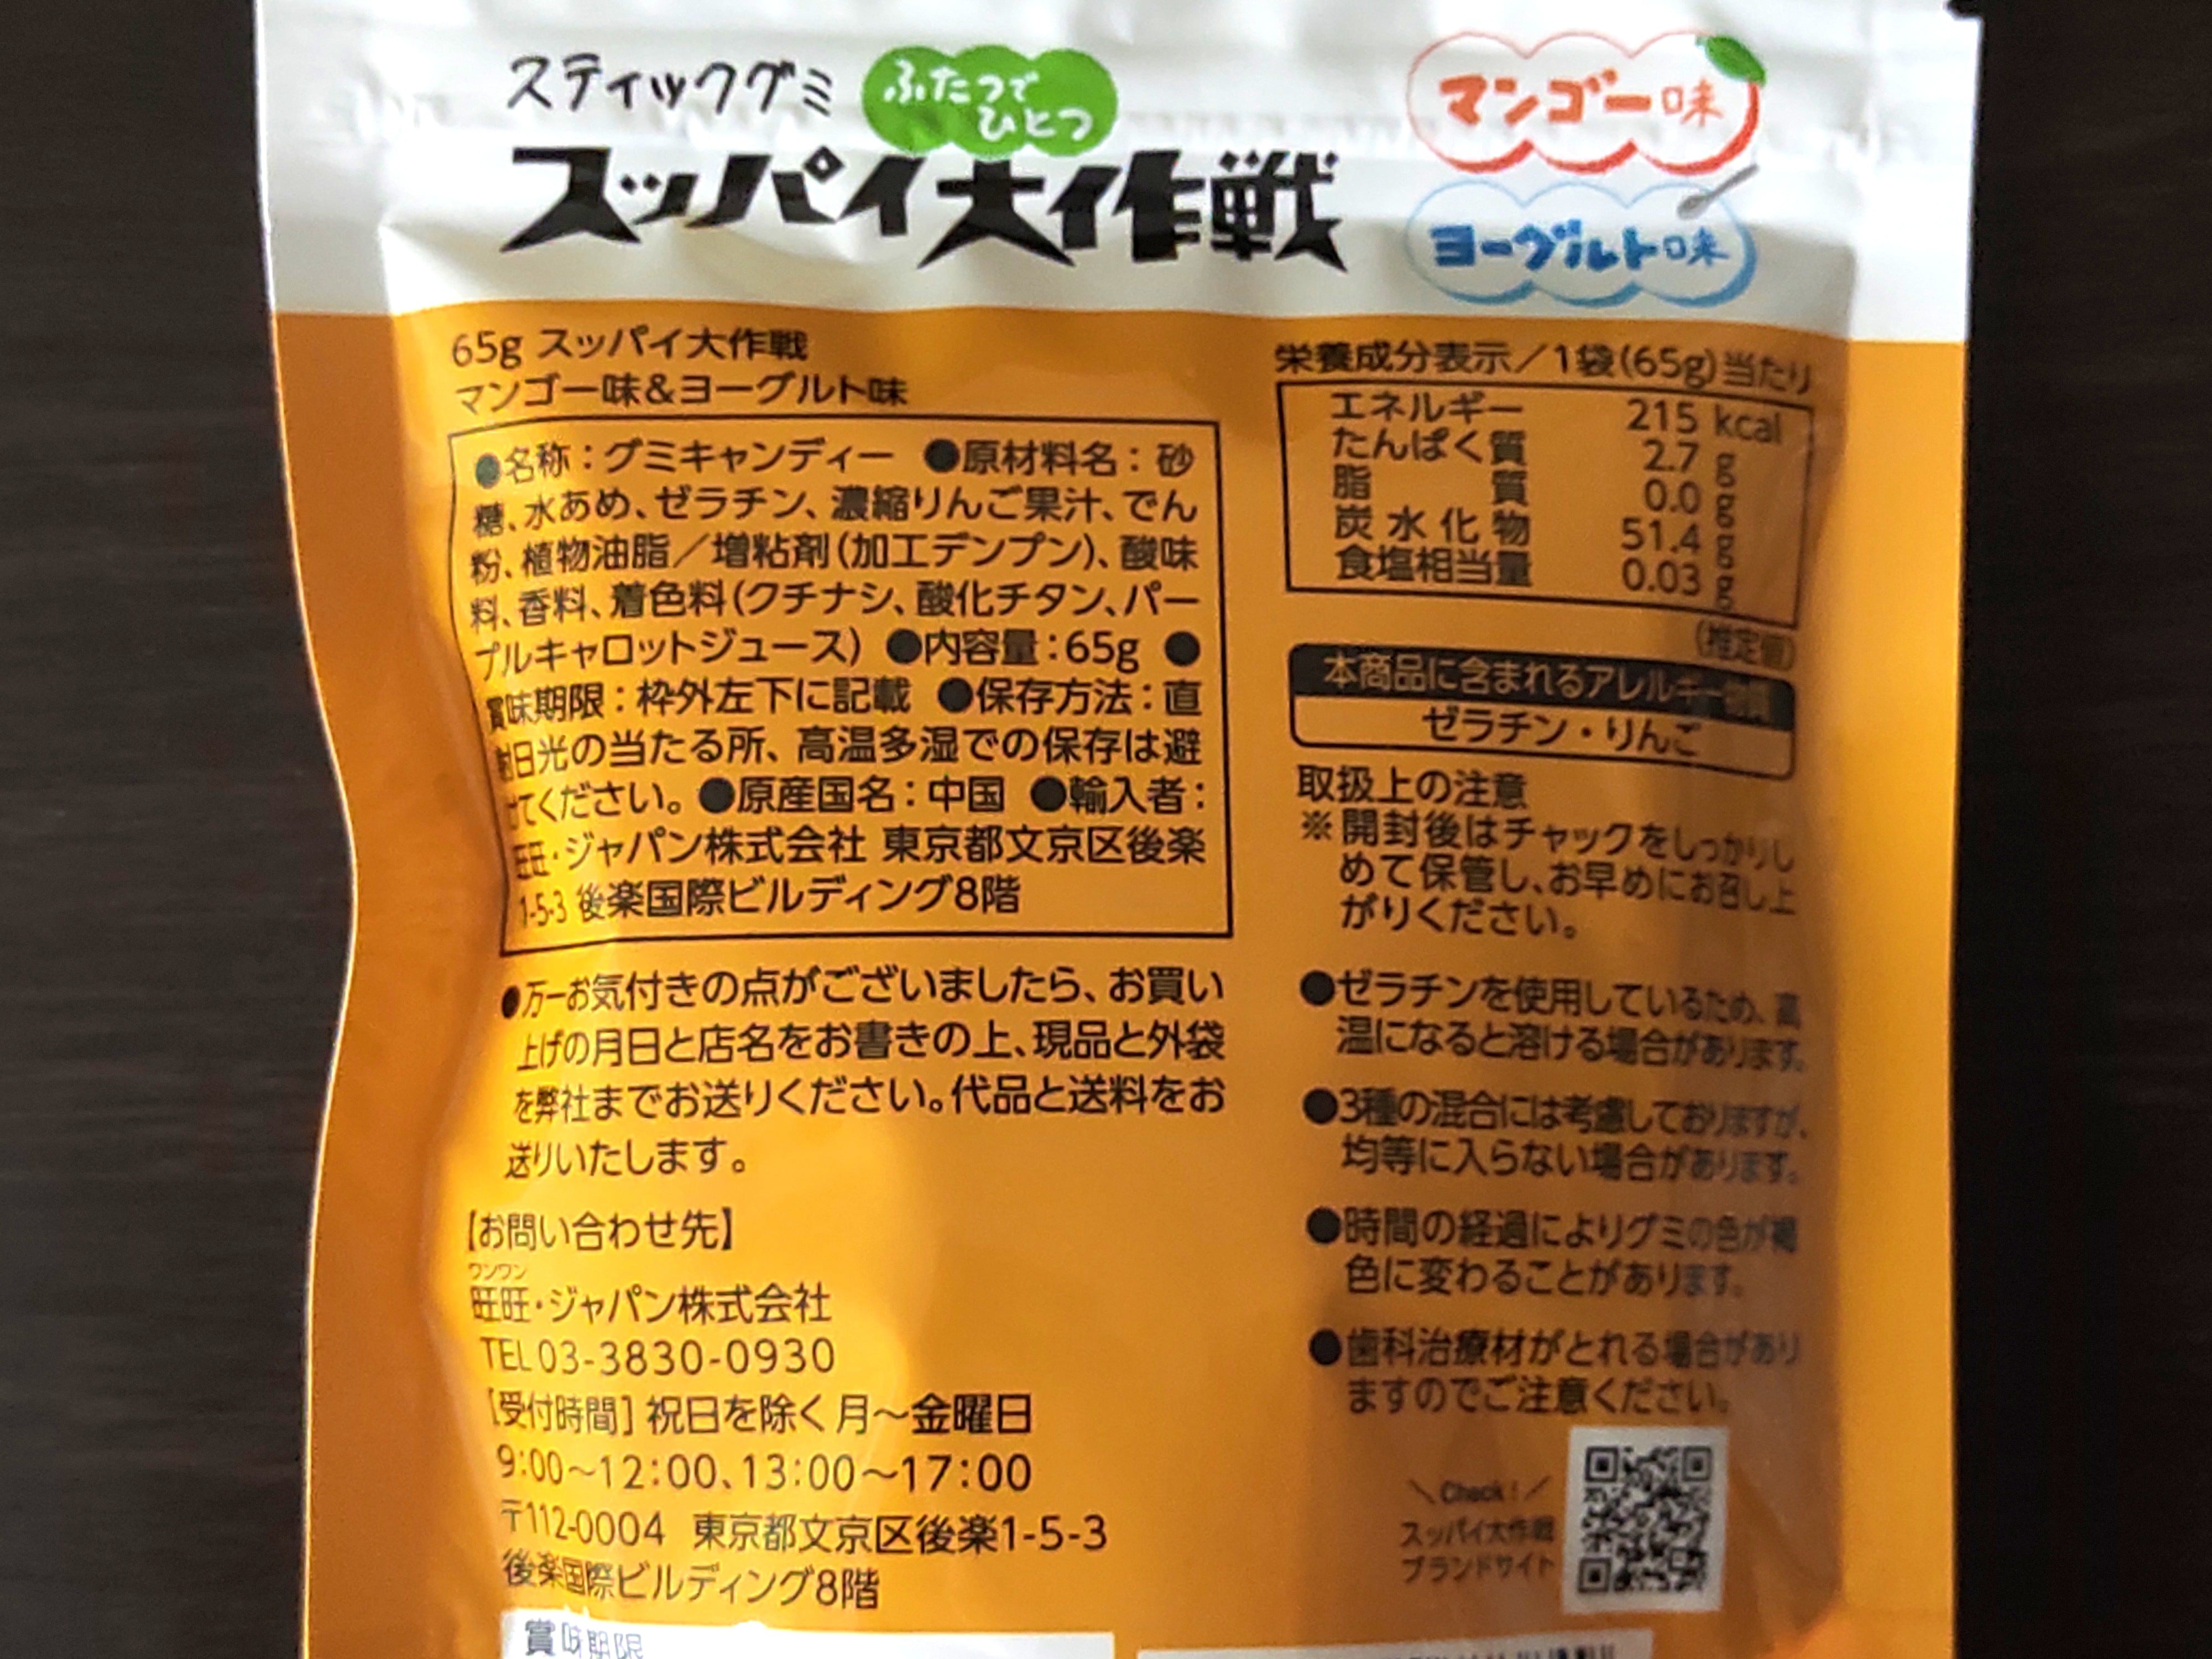 スティックグミ
ふたつで
ひとつ
スッパイ大作戦
マンゴー味
ヨーグルト味
65g スッパイ大作戦
マンゴー味&ヨーグルト味
●名称：グミキャンディー ●原材料名：砂
糖、水あめ、ゼラチン、濃縮りんご果汁、でん
粉、植物油脂／増粘剤(加工デンプン)、酸味
料、香料、着色料(クチナシ、酸化チタン、パー
プルキャロットジュース) ●内容量：65g ●
賞味期限：枠外左下に記載 ●保存方法：直
射日光の当たる所、高温多湿での保存は避
けてください。●原産国名：中国 ●輸入者：
旺旺・ジャパン株式会社 東京都文京区後楽
1-5-3 後楽国際ビルディング8階
●万一お気付きの点がございましたら、お買い
上げの月日と店名をお書きの上、現品と外袋
を弊社までお送りください。代品と送料をお
送りいたします。
【お問い合わせ先】
ワンワン
旺旺・ジャパン株式会社
TEL 03-3830-0930
【受付時間】祝日を除く月～金曜日
9:00～12:00、13:00～17:00
〒112-0004 東京都文京区後楽1-5-3
後楽国際ビルディング8階
賞味期限
栄養成分表示／1袋(65g)当たり
エネルギー 215 kcal
たんぱく質 2.7 g
脂質 0.0 g
炭水化物 51.4 g
食塩相当量 0.03 g
(推定値)
本商品に含まれるアレルギー物質
ゼラチン・りんご
取扱上の注意
※開封後はチャックをしっかりし
めて保管し、お早めにお召し上
がりください。
●ゼラチンを使用しているため、高
温になると溶ける場合があります。
●3種の混合には考慮しておりますが、
均等に入らない場合があります。
●時間の経過によりグミの色が褐
色に変わることがあります。
●歯科治療材がとれる場合があり
ますのでご注意ください。
＼Check！／
スッパイ大作戦
ブランドサイト